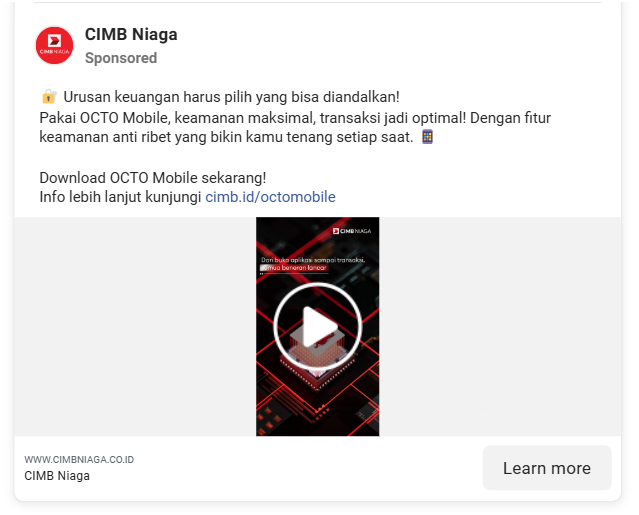 CIMB NIAGA
CIMB Niaga
Sponsored
🔐 Urusan keuangan harus pilih yang bisa diandalkan!
Pakai OCTO Mobile, keamanan maksimal, transaksi jadi optimal! Dengan fitur
keamanan anti ribet yang bikin kamu tenang setiap saat. 📱
Download OCTO Mobile sekarang!
Info lebih lanjut kunjungi cimb.id/octomobile
CIMB NIAGA
Dari buka aplikasi sampai transaksi,
semua beneran lancar
WWW.CIMBNIAGA.CO.ID
CIMB Niaga
Learn more